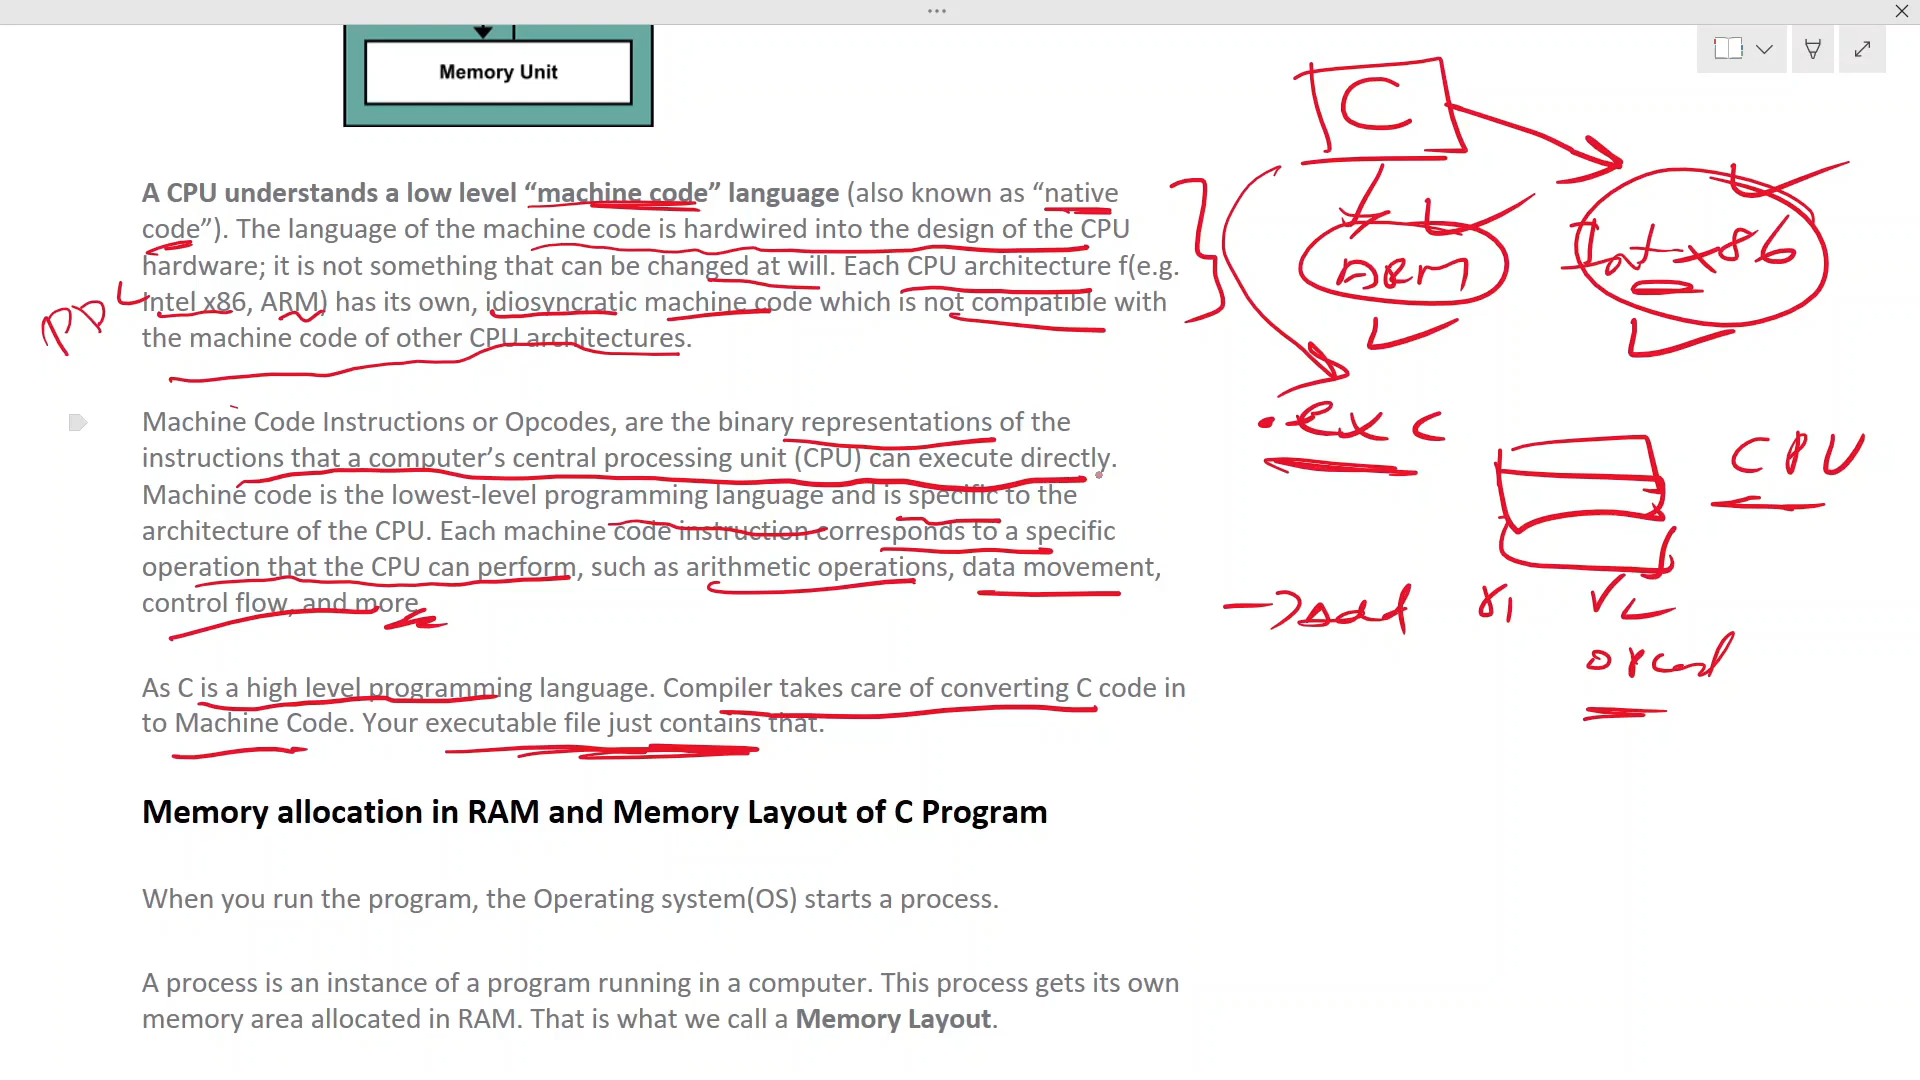 Memory Unit
A CPU understands a low level “machine code” language (also known as “native
code”). The language of the machine code is hardwired into the design of the CPU
hardware; it is not something that can be changed at will. Each CPU architecture f(e.g.
Intel x86, ARM) has its own, idiosyncratic machine code which is not compatible with
the machine code of other CPU architectures.
Machine Code Instructions or Opcodes, are the binary representations of the
instructions that a computer’s central processing unit (CPU) can execute directly.
Machine code is the lowest-level programming language and is specific to the
architecture of the CPU. Each machine code instruction corresponds to a specific
operation that the CPU can perform, such as arithmetic operations, data movement,
control flow, and more.
As C is a high level programming language. Compiler takes care of converting C code in
to Machine Code. Your executable file just contains that.
Memory allocation in RAM and Memory Layout of C Program
When you run the program, the Operating system(OS) starts a process.
A process is an instance of a program running in a computer. This process gets its own
memory area allocated in RAM. That is what we call a Memory Layout.
C
ARM
x86
CPU
Add